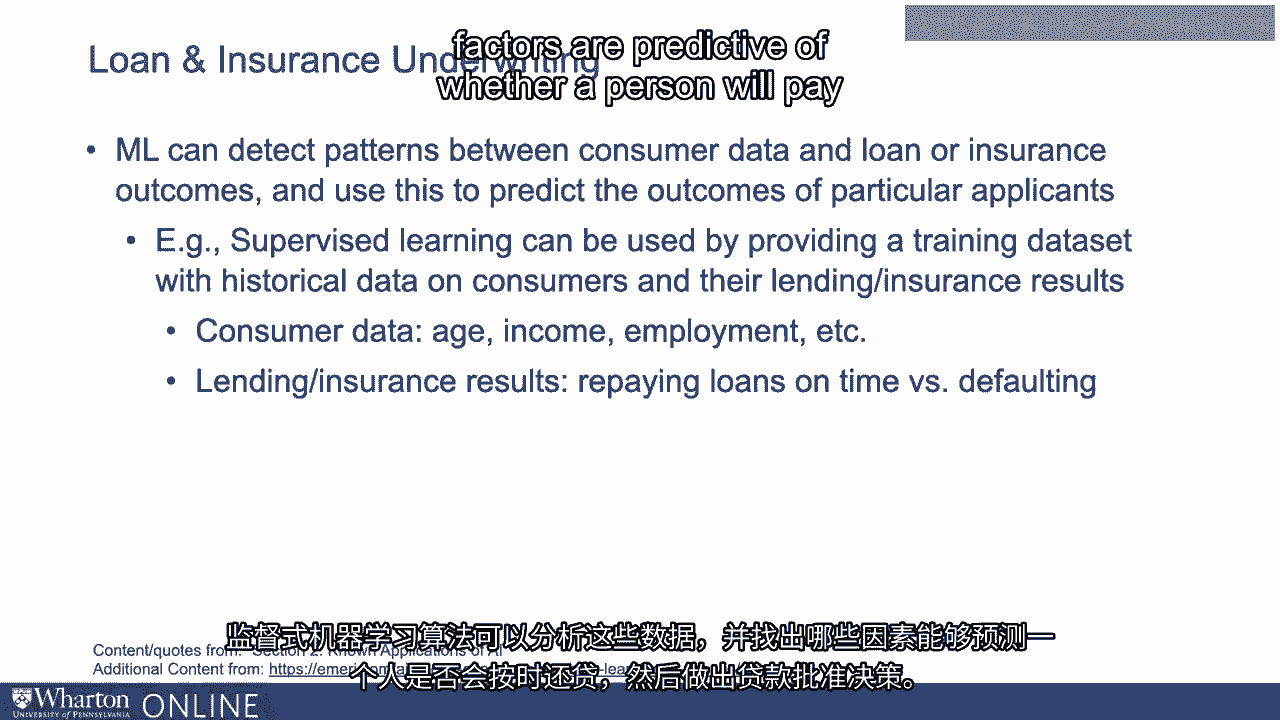 factors are predictive of
whether a person will pay
Loan & Insurance Underwriting
• ML can detect patterns between consumer data and loan or insurance
outcomes, and use this to predict the outcomes of particular applicants
• E.g., Supervised learning can be used by providing a training dataset
with historical data on consumers and their lending/insurance results
• Consumer data: age, income, employment, etc.
• Lending/insurance results: repaying loans on time vs. defaulting
监督式机器学习算法可以分析这些数据，并找出哪些因素能够预测一
个人是否会按时还贷，然后做出贷款批准决策。
Content/quotes from: "Section 2: Known Applications of AI
Additional Content from: https://emerj.com
Wharton
UNIVERSITY of PENNSYLVANIA
ONLINE